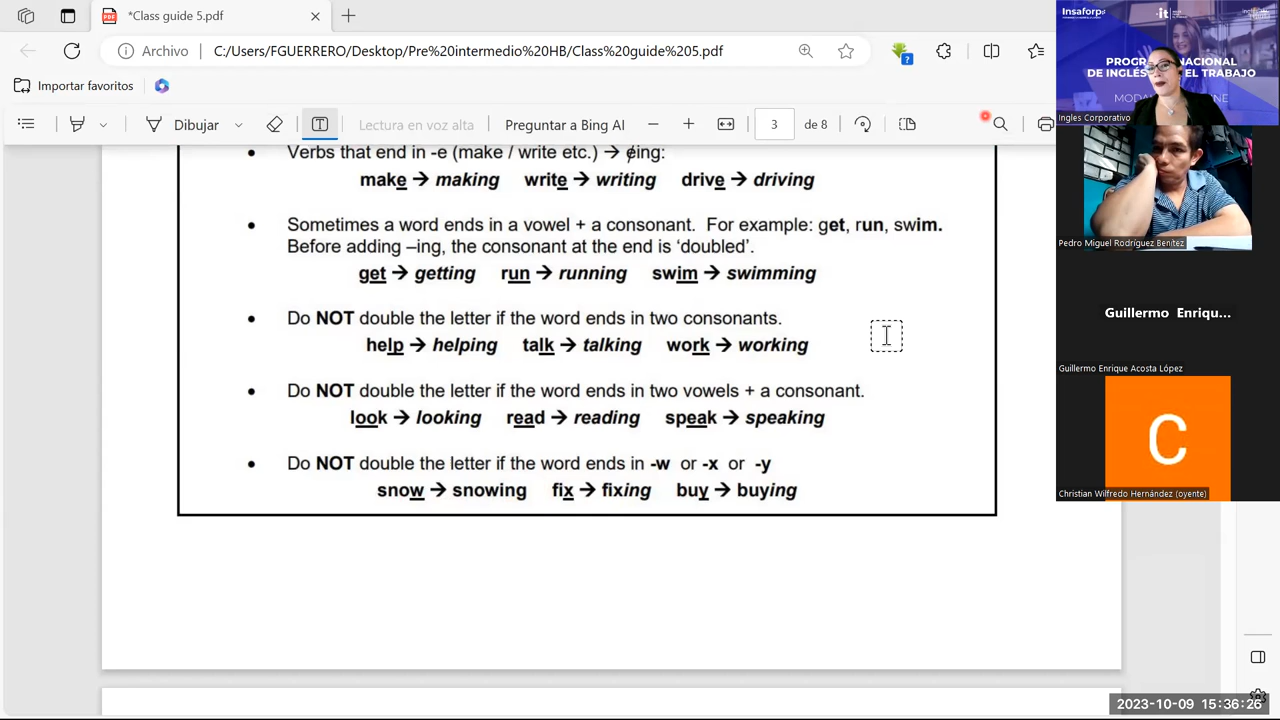 *Class guide 5.pdf
Archivo
C:/Users/FGUERRERO/Desktop/Pre%20intermedio%20HB/Class%20guide%205.pdf
Importar favoritos
Dibujar
Lectura en voz alta
Preguntar a Bing AI
3
de 8
• Verbs that end in -e (make / write etc.) → ɇing:
make → making write → writing drive → driving
• Sometimes a word ends in a vowel + a consonant. For example: get, run, swim.
Before adding –ing, the consonant at the end is ‘doubled’.
get → getting run → running swim → swimming
• Do NOT double the letter if the word ends in two consonants.
help → helping talk → talking work → working
• Do NOT double the letter if the word ends in two vowels + a consonant.
look → looking read → reading speak → speaking
• Do NOT double the letter if the word ends in -w or -x or -y
snow → snowing fix → fixing buy → buying
Insaforp
PROGR NACIONAL
DE INGLÉS EL TRABAJO
Ingles Corporativo
Pedro Miguel Rodríguez Benítez
Guillermo Enriqu...
Guillermo Enrique Acosta López
C
Christian Wilfredo Hernández (oyente)
2023-10-09 15:36:26